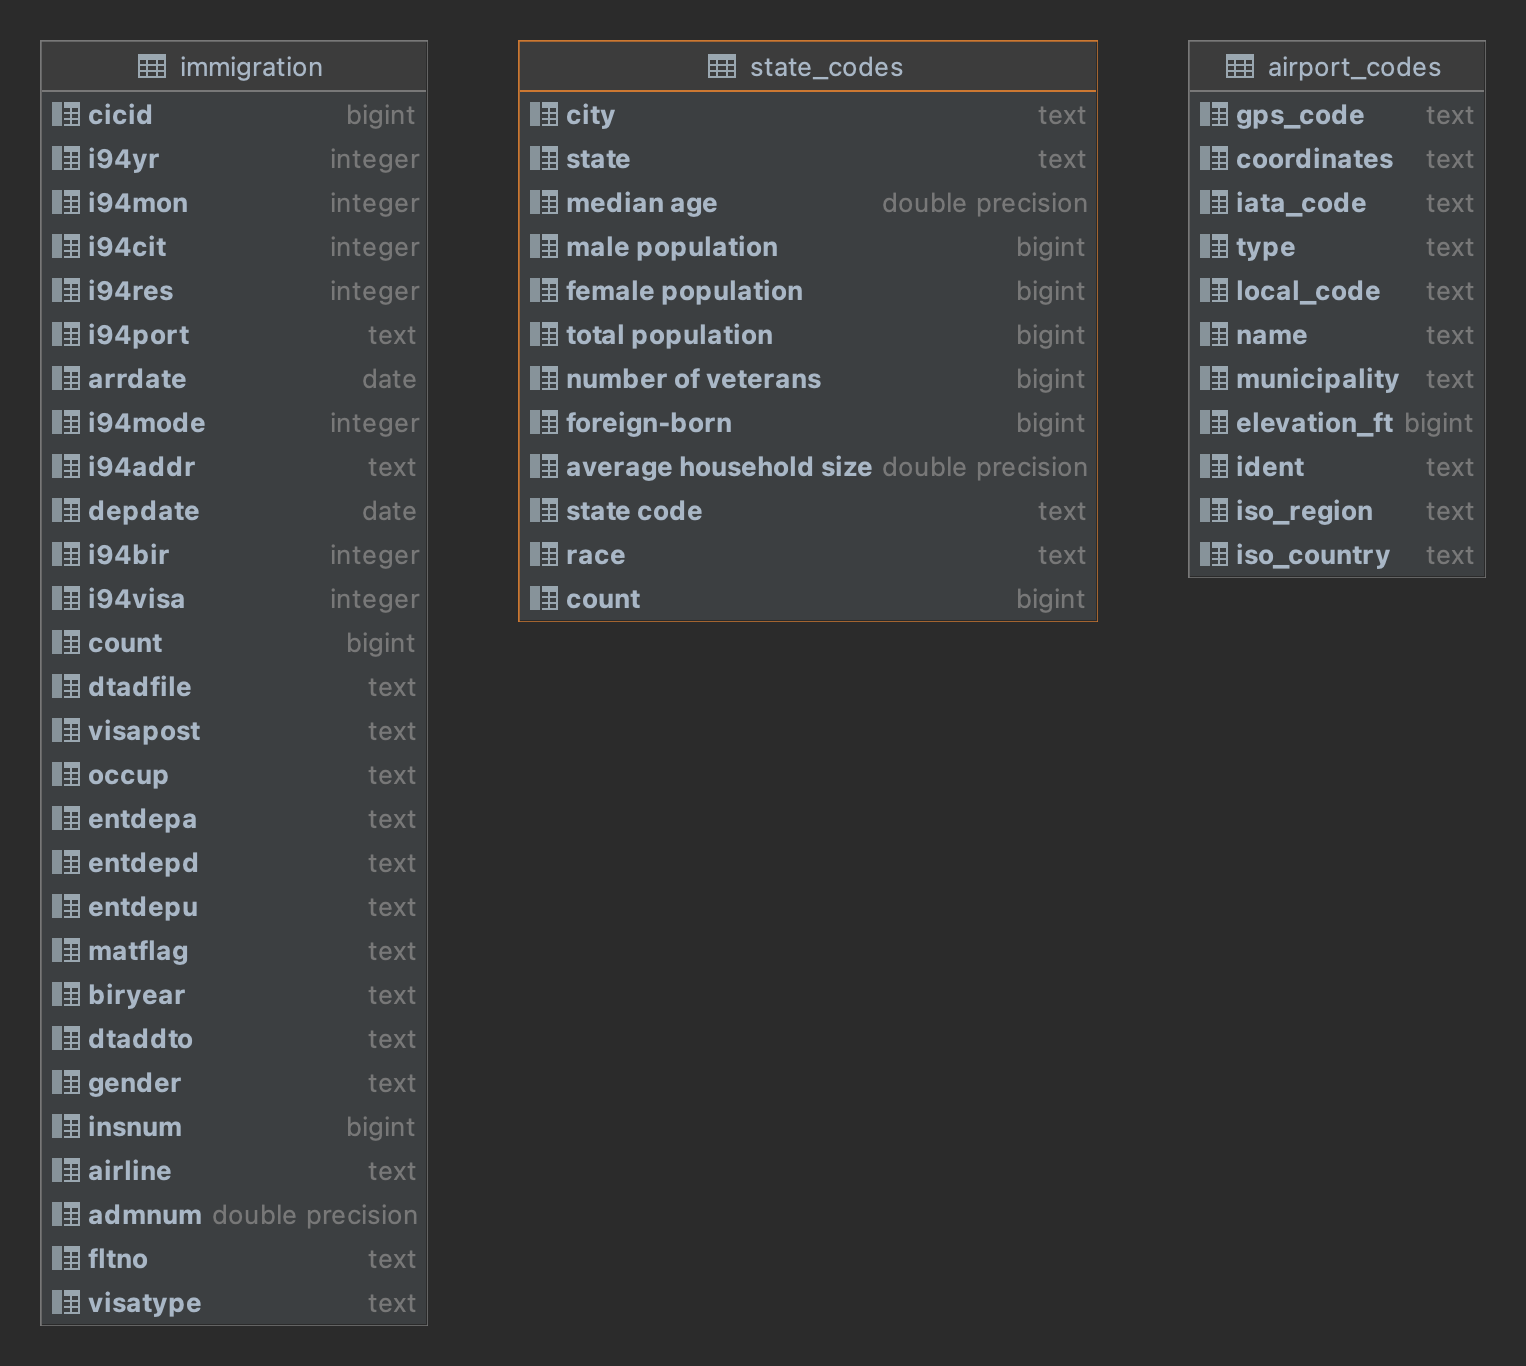 immigration
cicid bigint
i94yr integer
i94mon integer
i94cit integer
i94res integer
i94port text
arrdate date
i94mode integer
i94addr text
depdate date
i94bir integer
i94visa integer
count bigint
dtadfile text
visapost text
occup text
entdepa text
entdepd text
entdepu text
matflag text
biryear text
dtaddto text
gender text
insnum bigint
airline text
admnum double precision
fltno text
visatype text
state_codes
city text
state text
median age double precision
male population bigint
female population bigint
total population bigint
number of veterans bigint
foreign-born bigint
average household size double precision
state code text
race text
count bigint
airport_codes
gps_code text
coordinates text
iata_code text
type text
local_code text
name text
municipality text
elevation_ft bigint
ident text
iso_region text
iso_country text